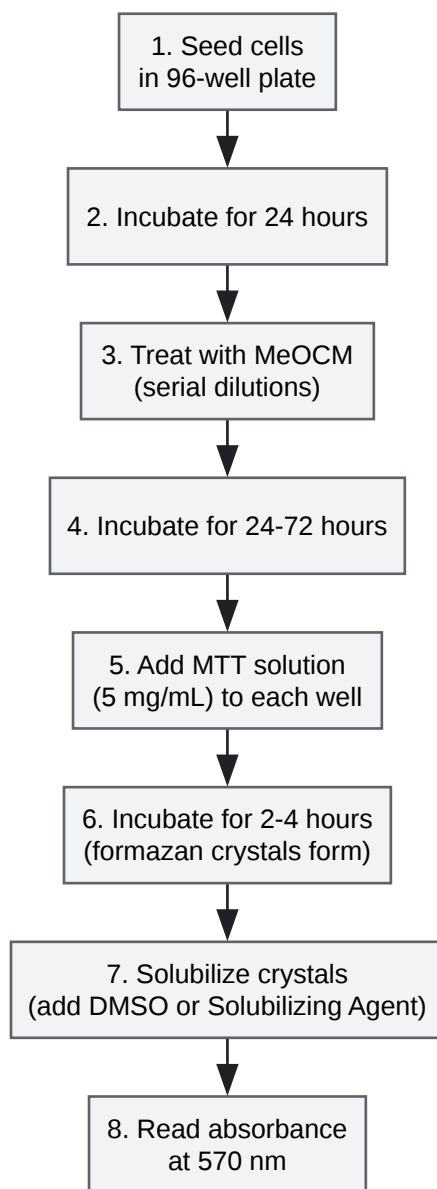 1. Seed cells
in 96-well plate
2. Incubate for 24 hours
3. Treat with MeOCM
(serial dilutions)
4. Incubate for 24-72 hours
5. Add MTT solution
(5 mg/mL) to each well
6. Incubate for 2-4 hours
(formazan crystals form)
7. Solubilize crystals
(add DMSO or Solubilizing Agent)
8. Read absorbance
at 570 nm